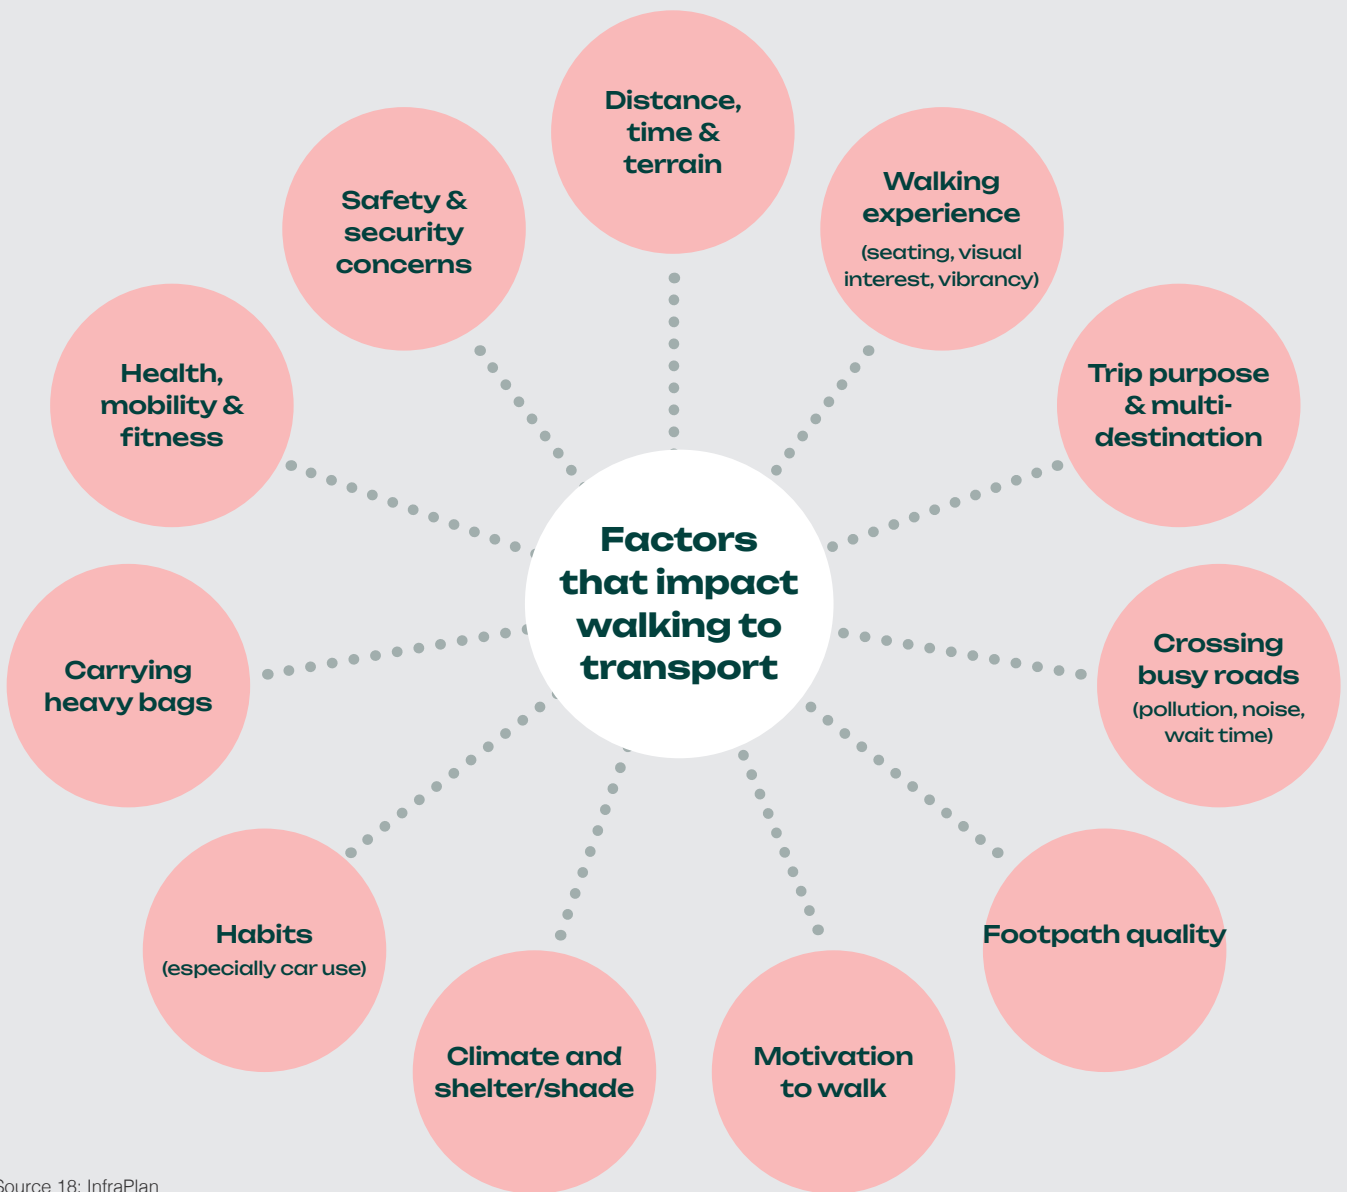 Distance,
time &
terrain
Walking
experience
(seating, visual
interest, vibrancy)
Trip purpose
& multi-
destination
Crossing
busy roads
(pollution, noise,
wait time)
Footpath quality
Motivation
to walk
Climate and
shelter/shade
Habits
(especially car use)
Carrying
heavy bags
Health,
mobility &
fitness
Safety &
security
concerns
Factors
that impact
walking to
transport
Source 18: InfraPlan